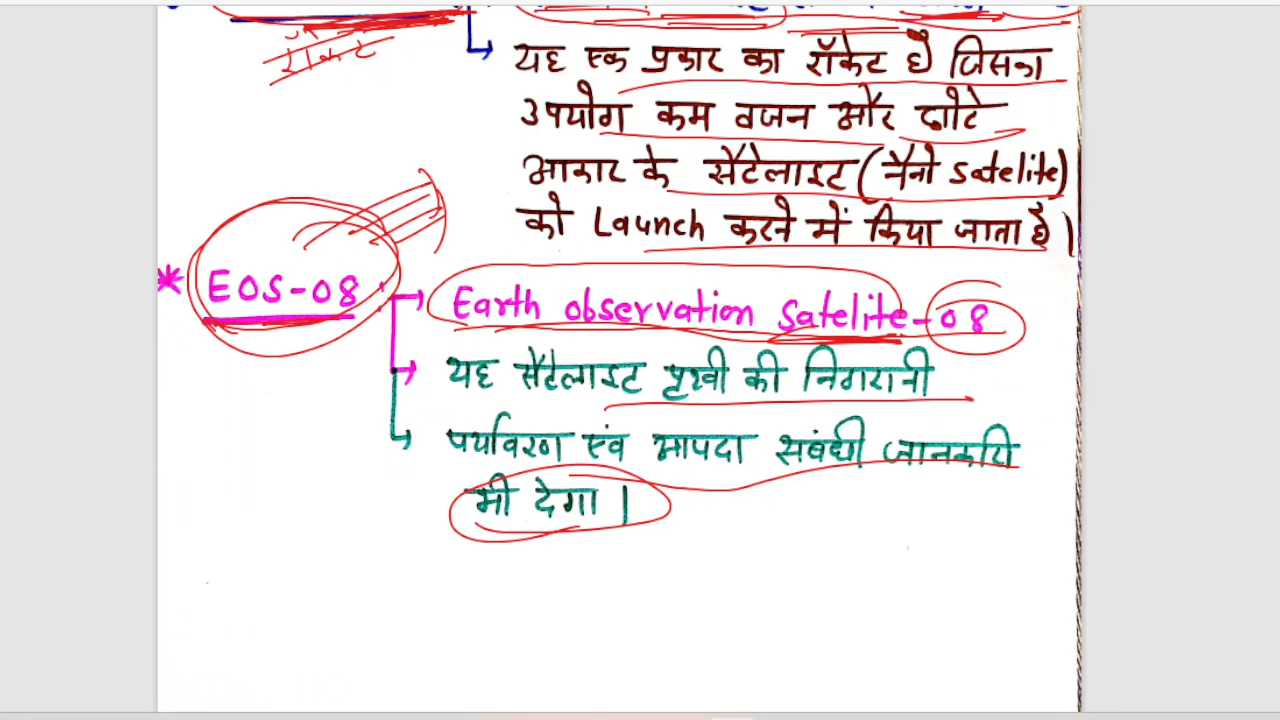 रॉकेट
यह एक प्रकार का रॉकेट है जिसका
उपयोग कम वजन और छोटे
आकार के सैटेलाइट (नैनो satelite)
को Launch करने में किया जाता है।
* EOS-08
Earth observation Satelite-08
यह सैटेलाइट पृथ्वी की निगरानी
पर्यावरण एंव आपदा संबंधी जानकारी
भी देगा।